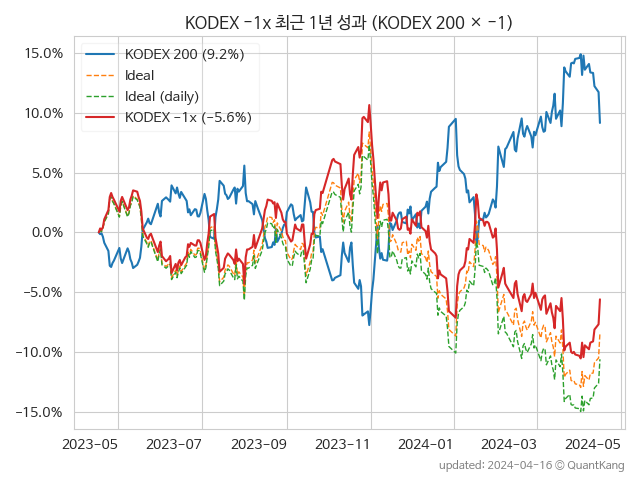 KODEX −1x 최근 1년 성과 (KODEX 200 × −1)
KODEX 200 (9.2%)
Ideal
Ideal (daily)
KODEX −1x (−5.6%)
15.0%
10.0%
5.0%
0.0%
−5.0%
−10.0%
−15.0%
2023-05 2023-07 2023-09 2023-11 2024-01 2024-03 2024-05
updated: 2024-04-16 © QuantKang